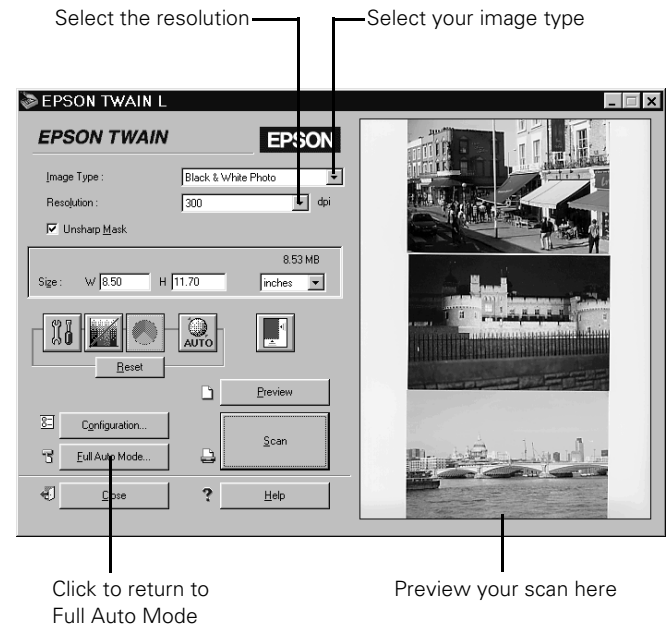 Select the resolution
Select your image type
EPSON TWAIN L
EPSON TWAIN
EPSON
Image Type :
Black & White Photo
Resolution :
300
dpi
Unsharp Mask
8.53 MB
Size :
W
8.50
H
11.70
inches
AUTO
Reset
Preview
Configuration...
Scan
Full Auto Mode...
Close
Help
Click to return to
Full Auto Mode
Preview your scan here